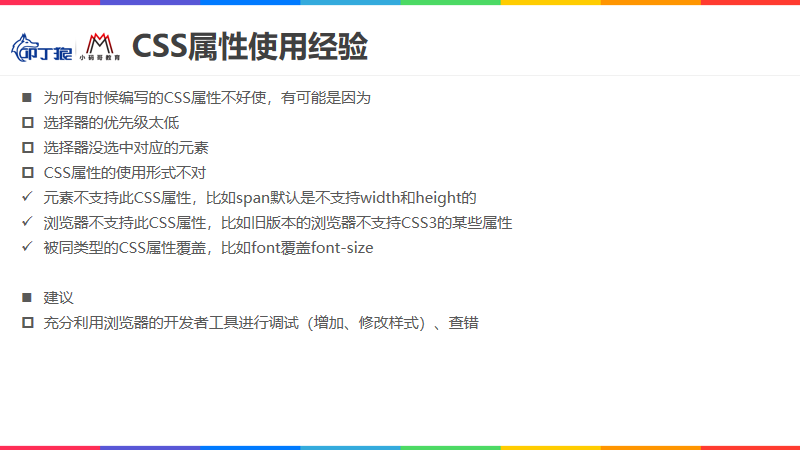 叩丁狼
小码哥教育
CSS属性使用经验
为何有时候编写的CSS属性不好使，有可能是因为
选择器的优先级太低
选择器没选中对应的元素
CSS属性的使用形式不对
元素不支持此CSS属性，比如span默认是不支持width和height的
浏览器不支持此CSS属性，比如旧版本的浏览器不支持CSS3的某些属性
被同类型的CSS属性覆盖，比如font覆盖font-size
建议
充分利用浏览器的开发者工具进行调试（增加、修改样式）、查错